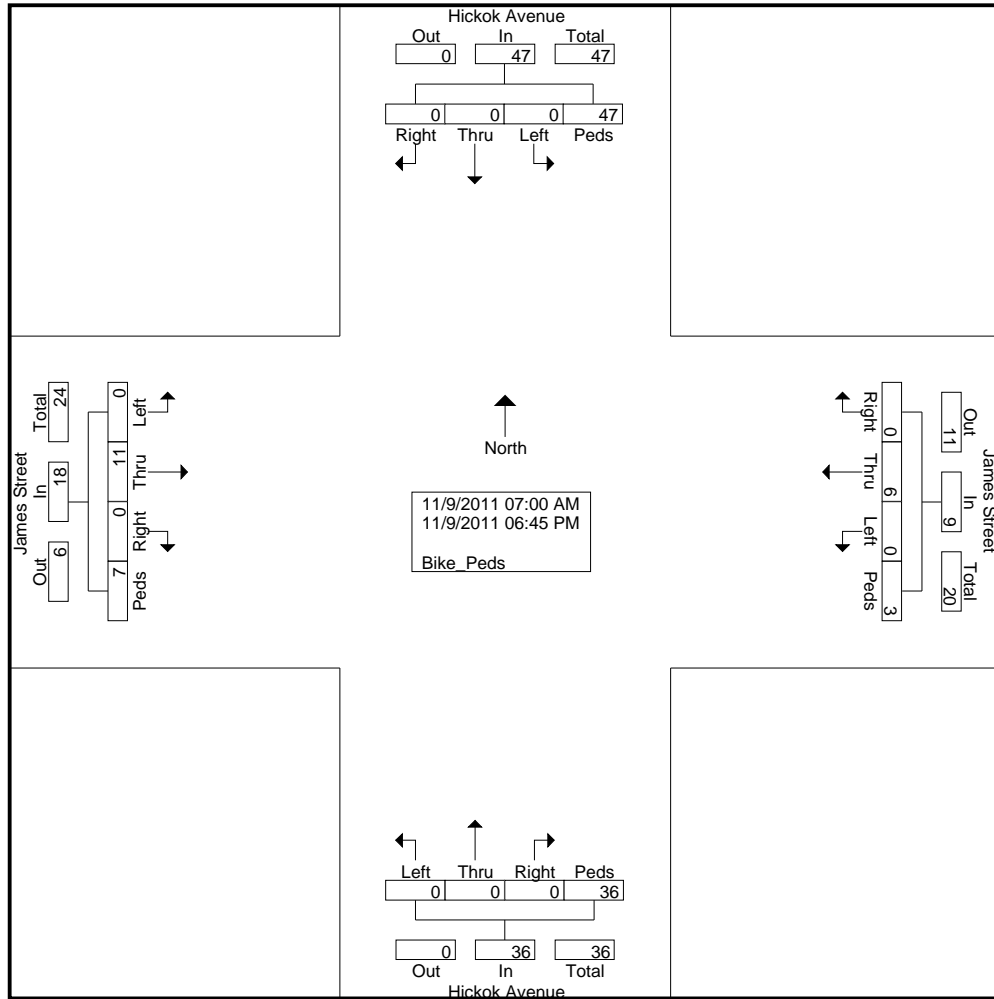 Hickok Avenue
Out In Total
0 47 47
0 0 0 47
Right Thru Left Peds
James Street
Total In Out
24 18 6
0 11 0 7
Left Thru Right Peds
North
11/9/2011 07:00 AM
11/9/2011 06:45 PM
Bike_Peds
Right Thru Left Peds
0 6 0 3
Out In Total
11 9 20
James Street
Left Thru Right Peds
0 0 0 36
0 36 36
Out In Total
Hickok Avenue